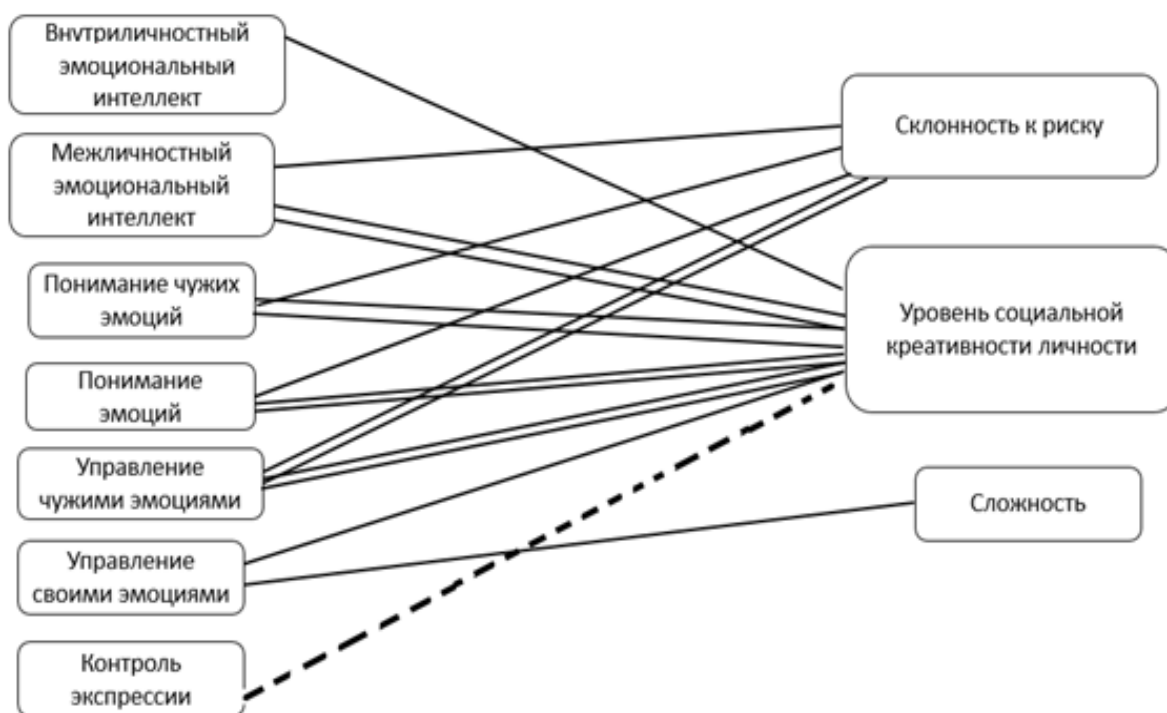 Внутриличностный
эмоциональный
интеллект
Межличностный
эмоциональный
интеллект
Понимание чужих
эмоций
Понимание
эмоций
Управление
чужими эмоциями
Управление
своими эмоциями
Контроль
экспрессии
Склонность к риску
Уровень социальной
креативности личности
Сложность